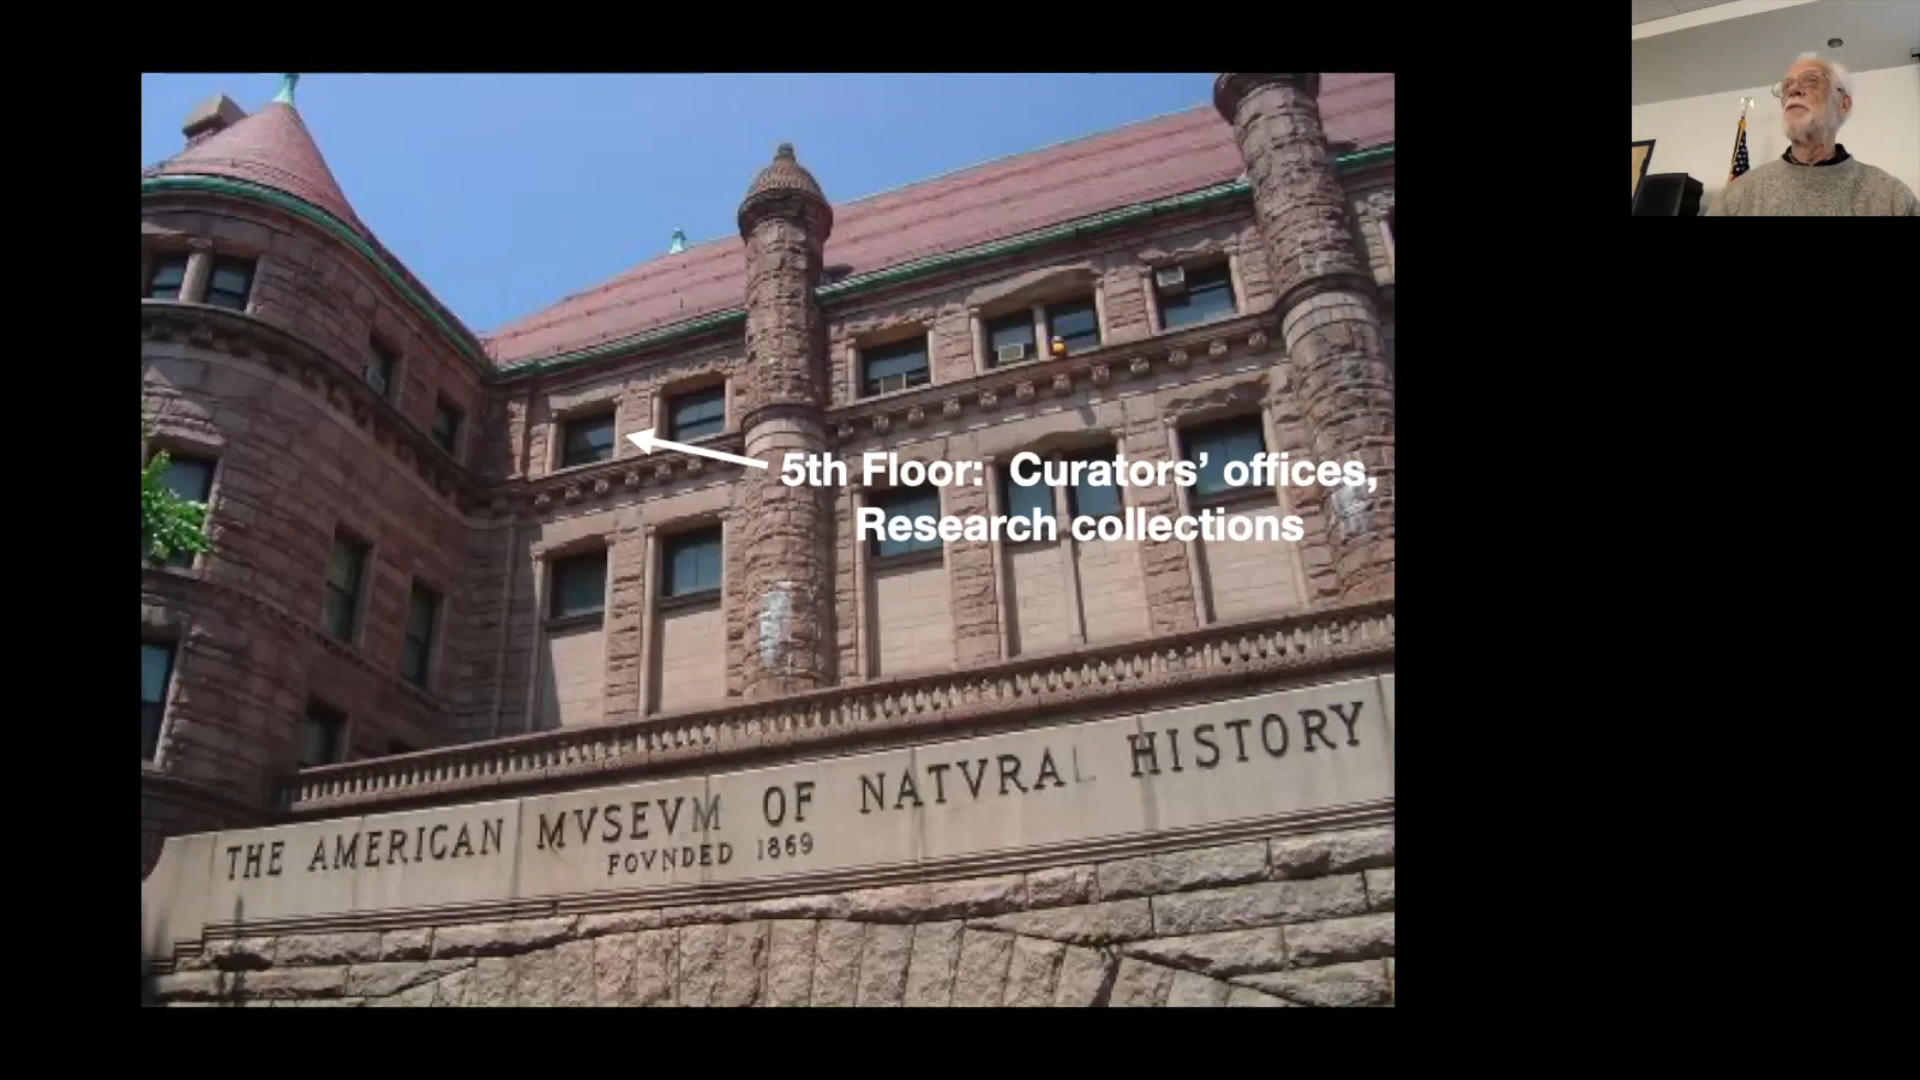 5th Floor:  Curators’ offices,
Research collections
THE AMERICAN MVSEVM OF NATVRAL HISTORY
FOVNDED 1869